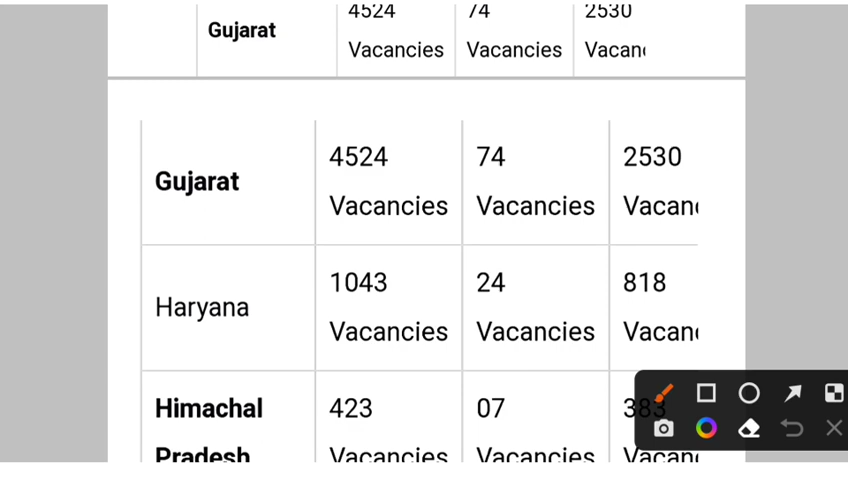 Gujarat 4524 74 2530
Vacancies Vacancies Vacan
Gujarat 4524 74 2530
Vacancies Vacancies Vacan
Haryana 1043 24 818
Vacancies Vacancies Vacan
Himachal 423 07 383
Pradesh Vacancies Vacancies Vacan